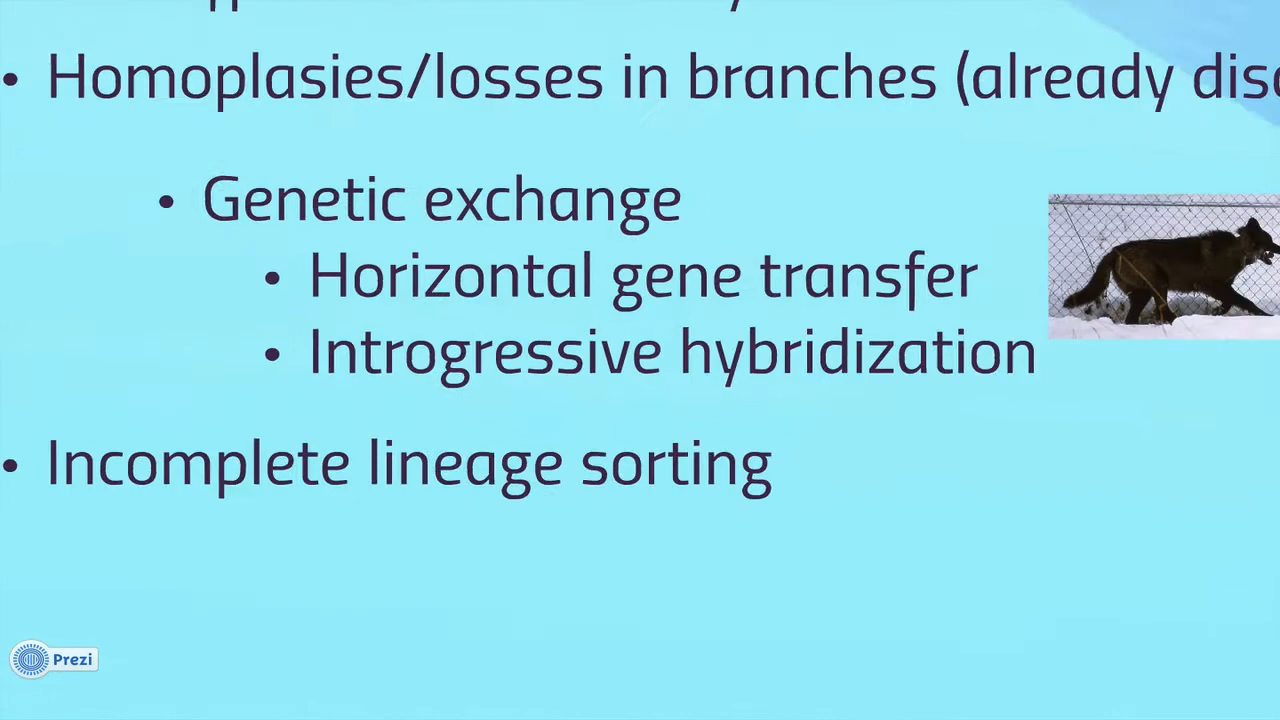 • Homoplasies/losses in branches (already
• Genetic exchange
• Horizontal gene transfer
• Introgressive hybridization
• Incomplete lineage sorting
Prezi